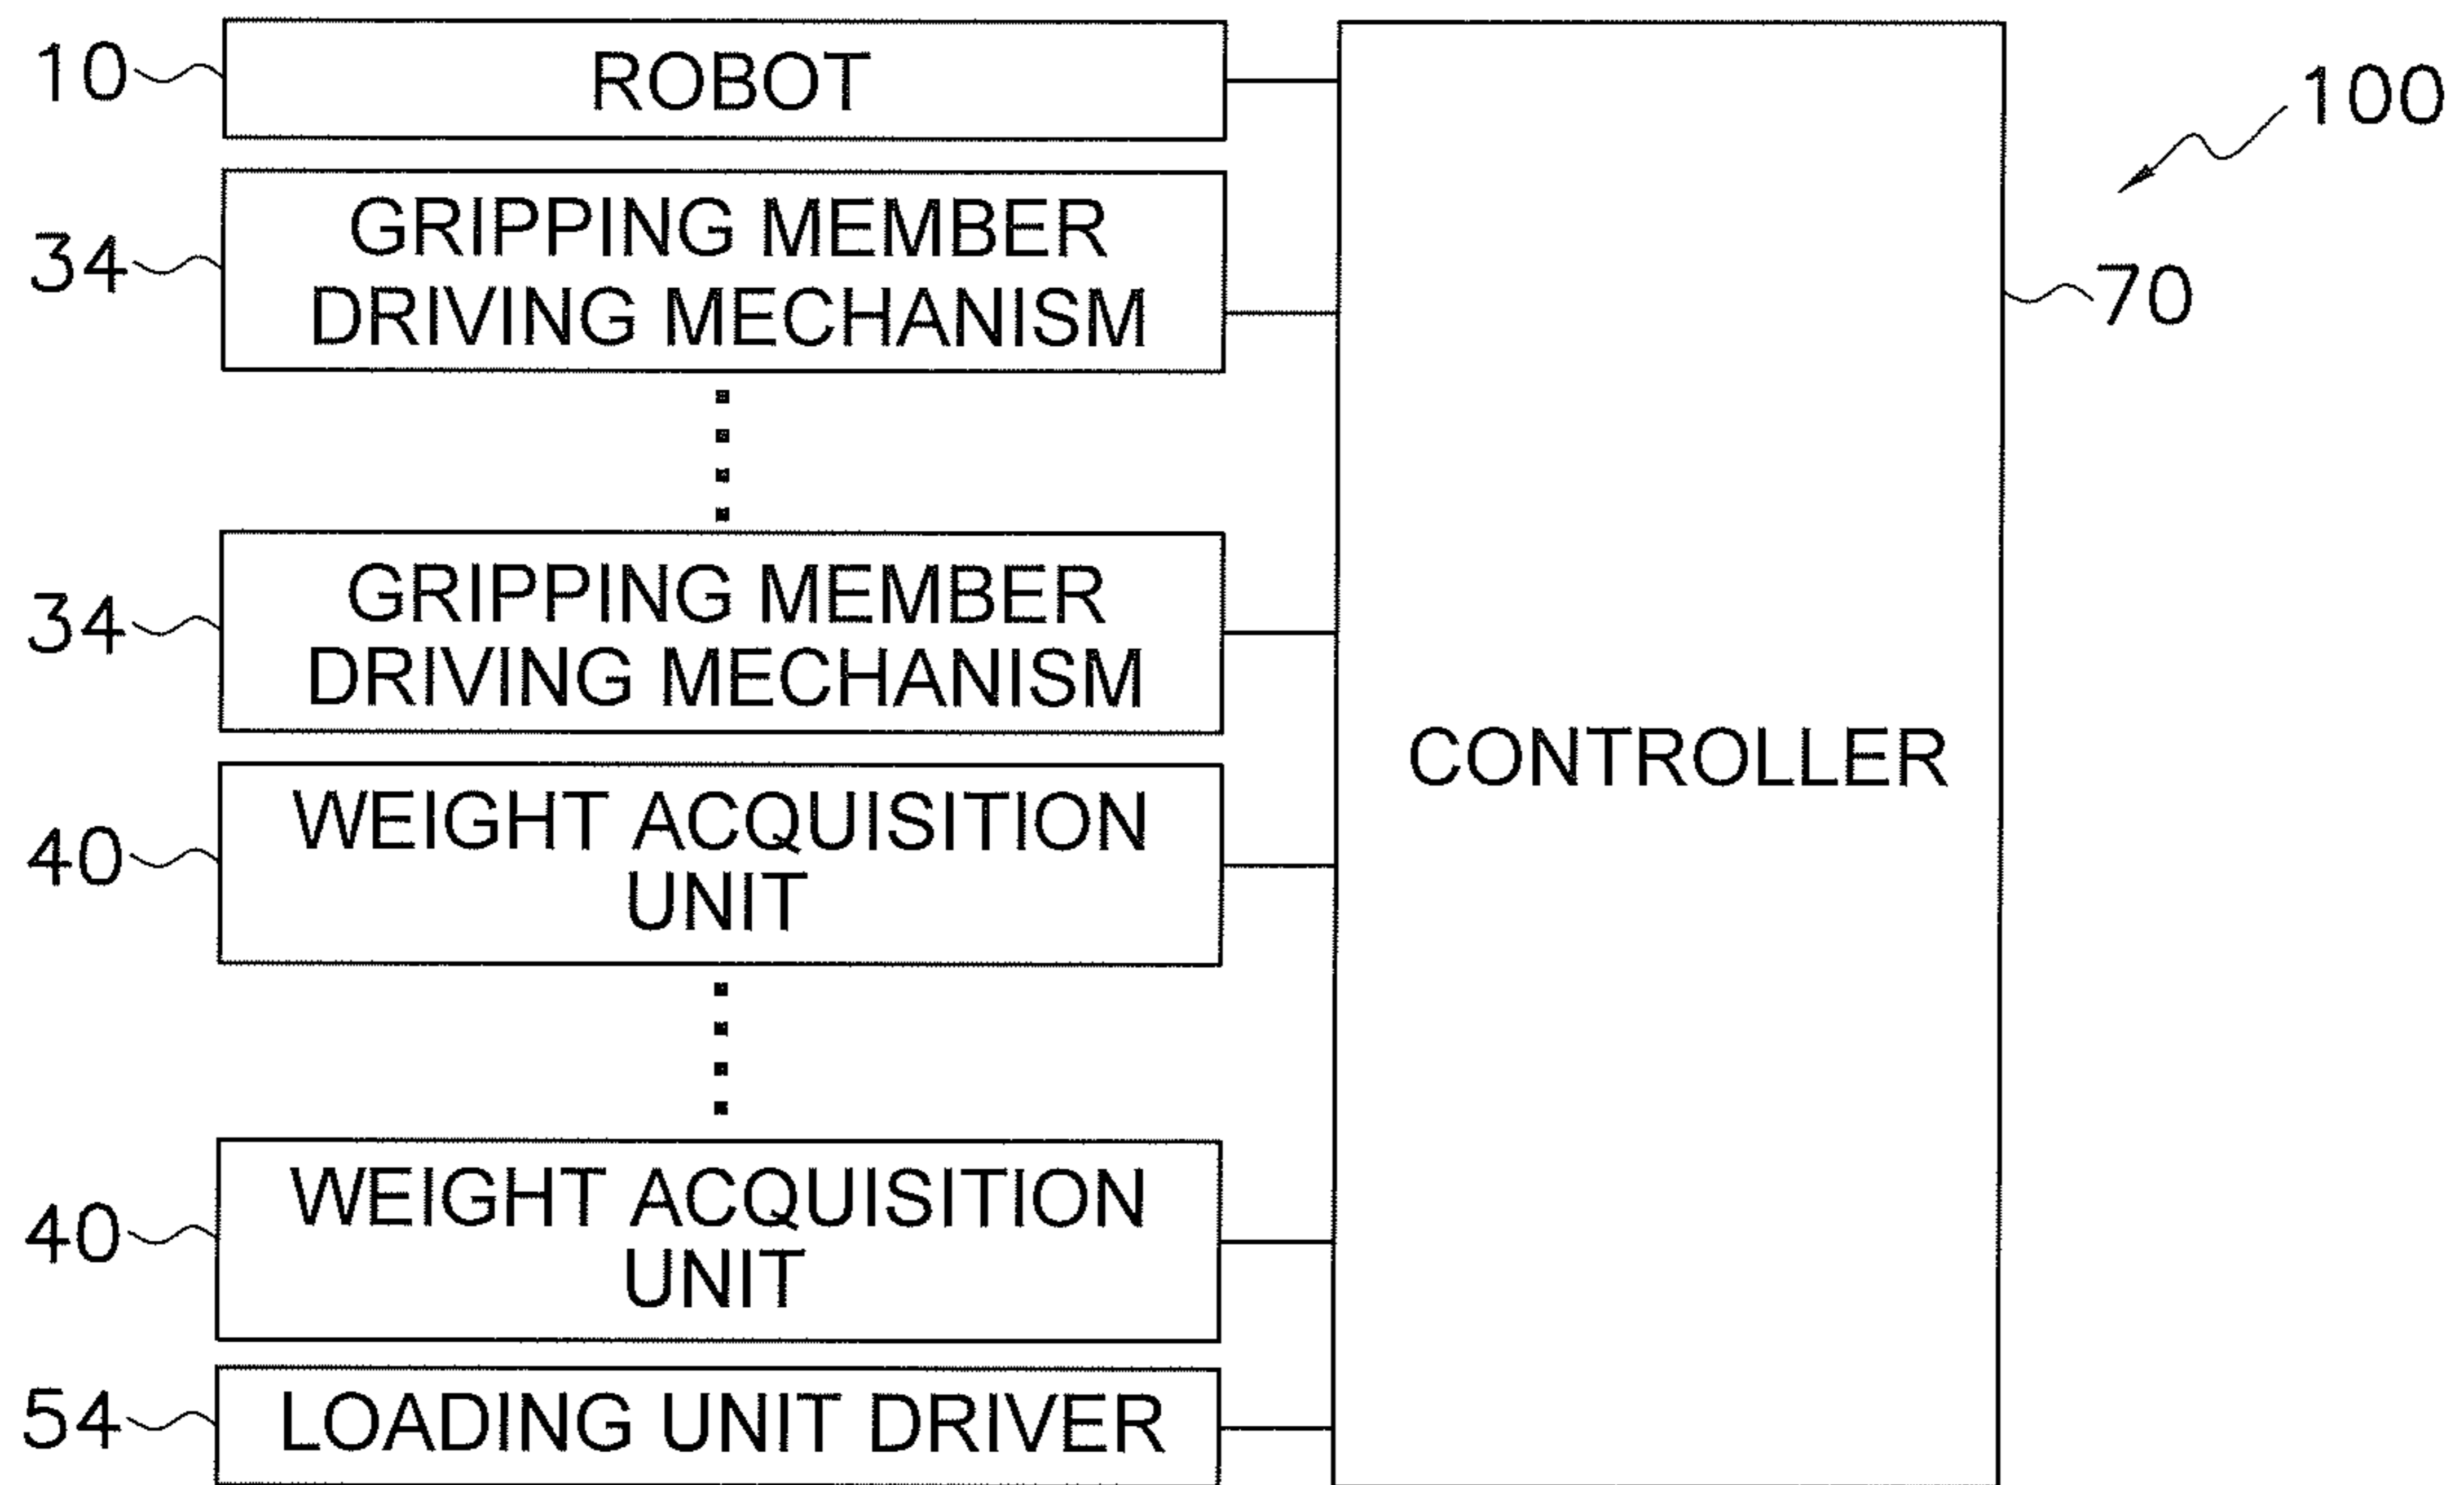 10
ROBOT
100
34
GRIPPING MEMBER
DRIVING MECHANISM
70
34
GRIPPING MEMBER
DRIVING MECHANISM
CONTROLLER
40
WEIGHT ACQUISITION
UNIT
40
WEIGHT ACQUISITION
UNIT
54
LOADING UNIT DRIVER